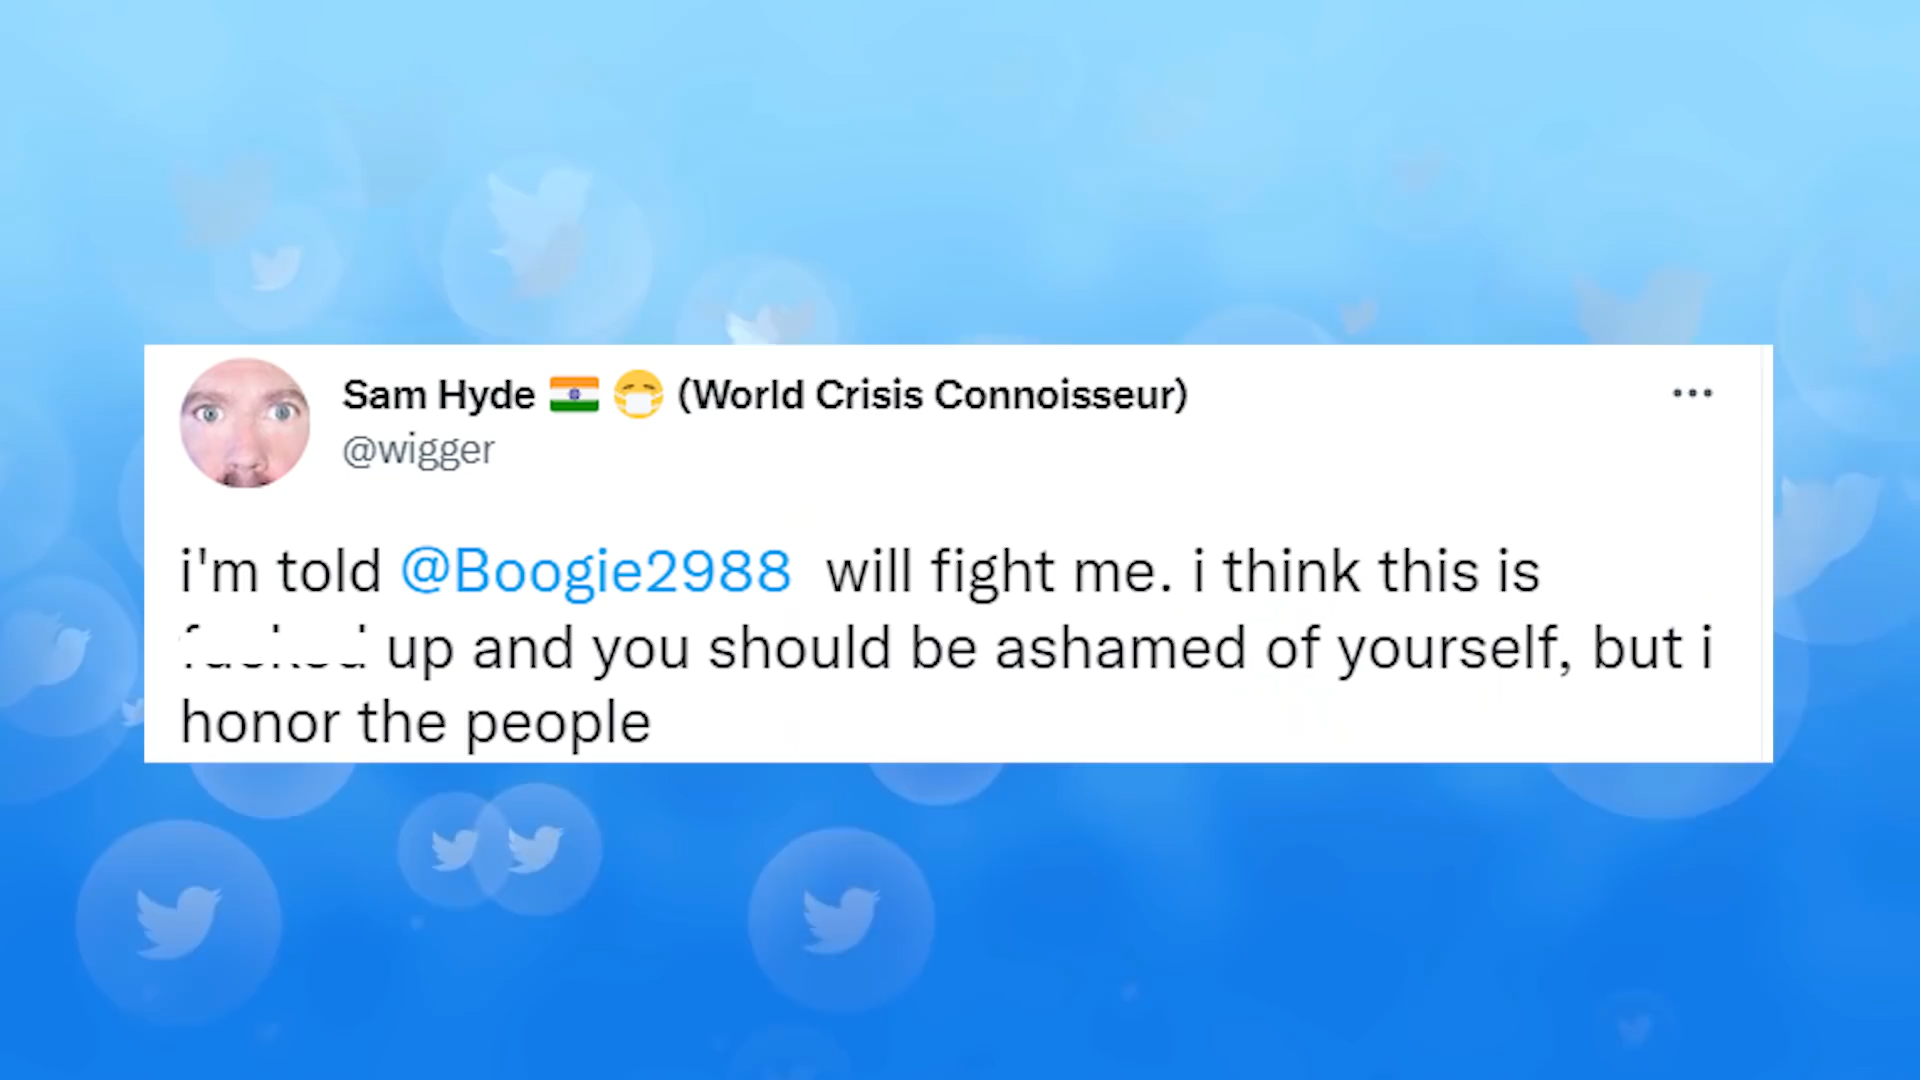 Sam Hyde 🇮🇳 😷 (World Crisis Connoisseur)
@wigger
i'm told @Boogie2988 will fight me. i think this is
up and you should be ashamed of yourself, but i
honor the people